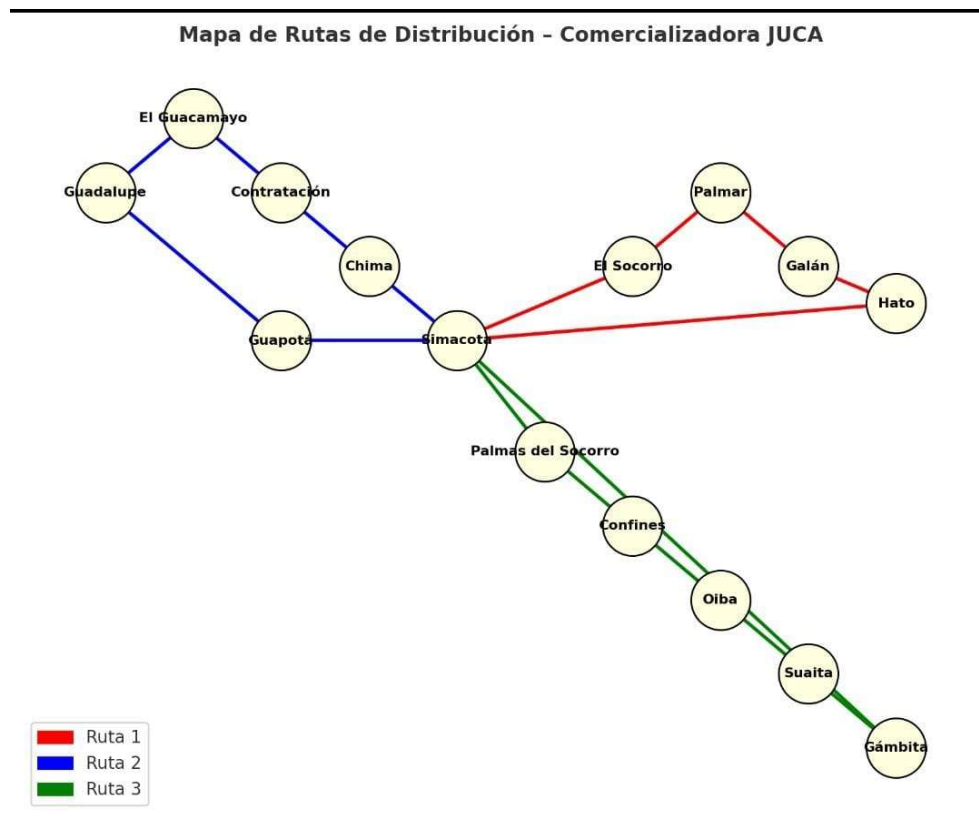 Mapa de Rutas de Distribución – Comercializadora JUCA
El Guacamayo
Guadalupe
Contratación
Palmar
Chima
El Socorro
Galán
Hato
Guapotá
Simacota
Palmas del Socorro
Confines
Oiba
Suaita
Gámbita
Ruta 1
Ruta 2
Ruta 3